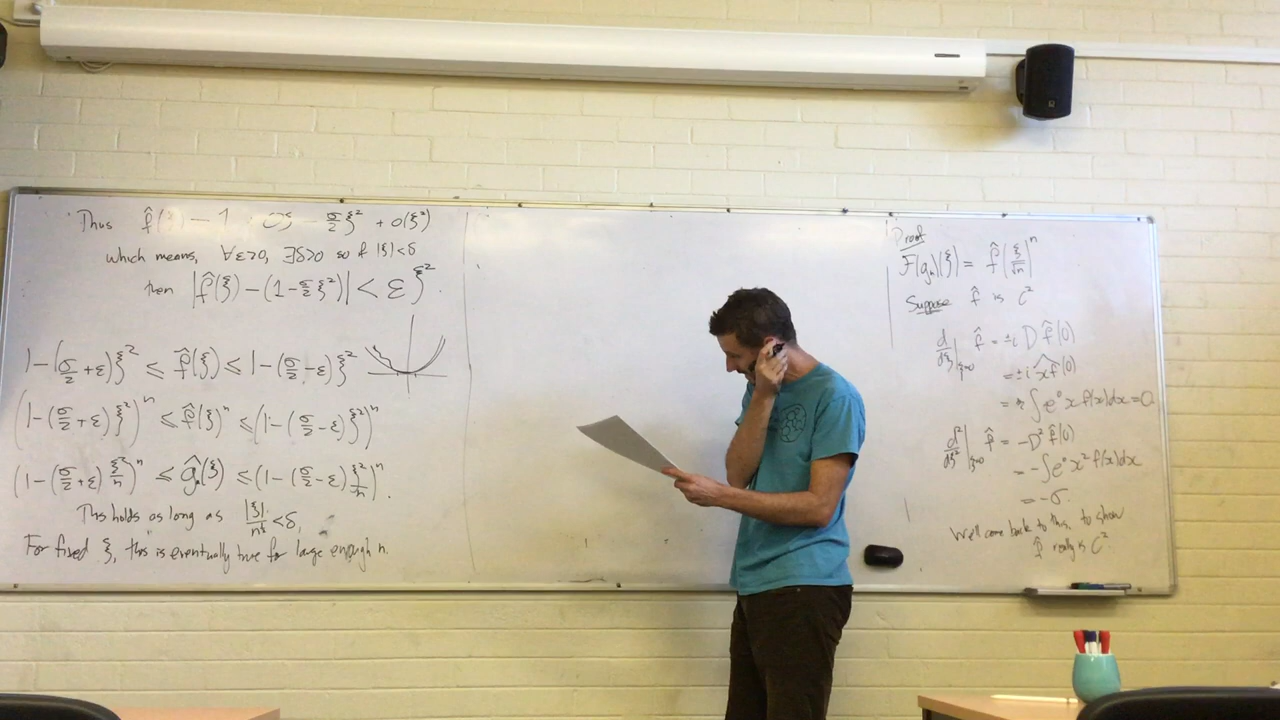 Thus f̂(ξ) = 1 - 0ξ - σ/2 ξ² + o(ξ²)
which means, ∀ε>0, ∃δ>0 so if |ξ|<δ
then |f̂(ξ) - (1-σ/2 ξ²)| < εξ².
1-(σ/2 + ε)ξ² ≤ f̂(ξ) ≤ 1-(σ/2 - ε)ξ²
(1-(σ/2 + ε)ξ²)ⁿ ≤ f̂(ξ)ⁿ ≤ (1-(σ/2 - ε)ξ²)ⁿ
(1-(σ/2 + ε) ξ²/n)ⁿ ≤ ĝₙ(ξ) ≤ (1-(σ/2 - ε) ξ²/n)ⁿ.
This holds as long as |ξ|/n^½ < δ.
For fixed ξ, this is eventually true for large enough n.
Proof
F(gₙ)(ξ) = f̂(ξ/√n)ⁿ
Suppose f̂ is C²
d/dξ|ξ=0 f̂ = ±i D f̂(0)
= ±i x̂f(0)
= ∫e⁰ x f(x)dx = 0
d²/dξ²|ξ=0 f̂ = -D² f̂(0)
= -∫e⁰ x² f(x)dx
= -σ.
We'll come back to this, to show
f̂ really is C².